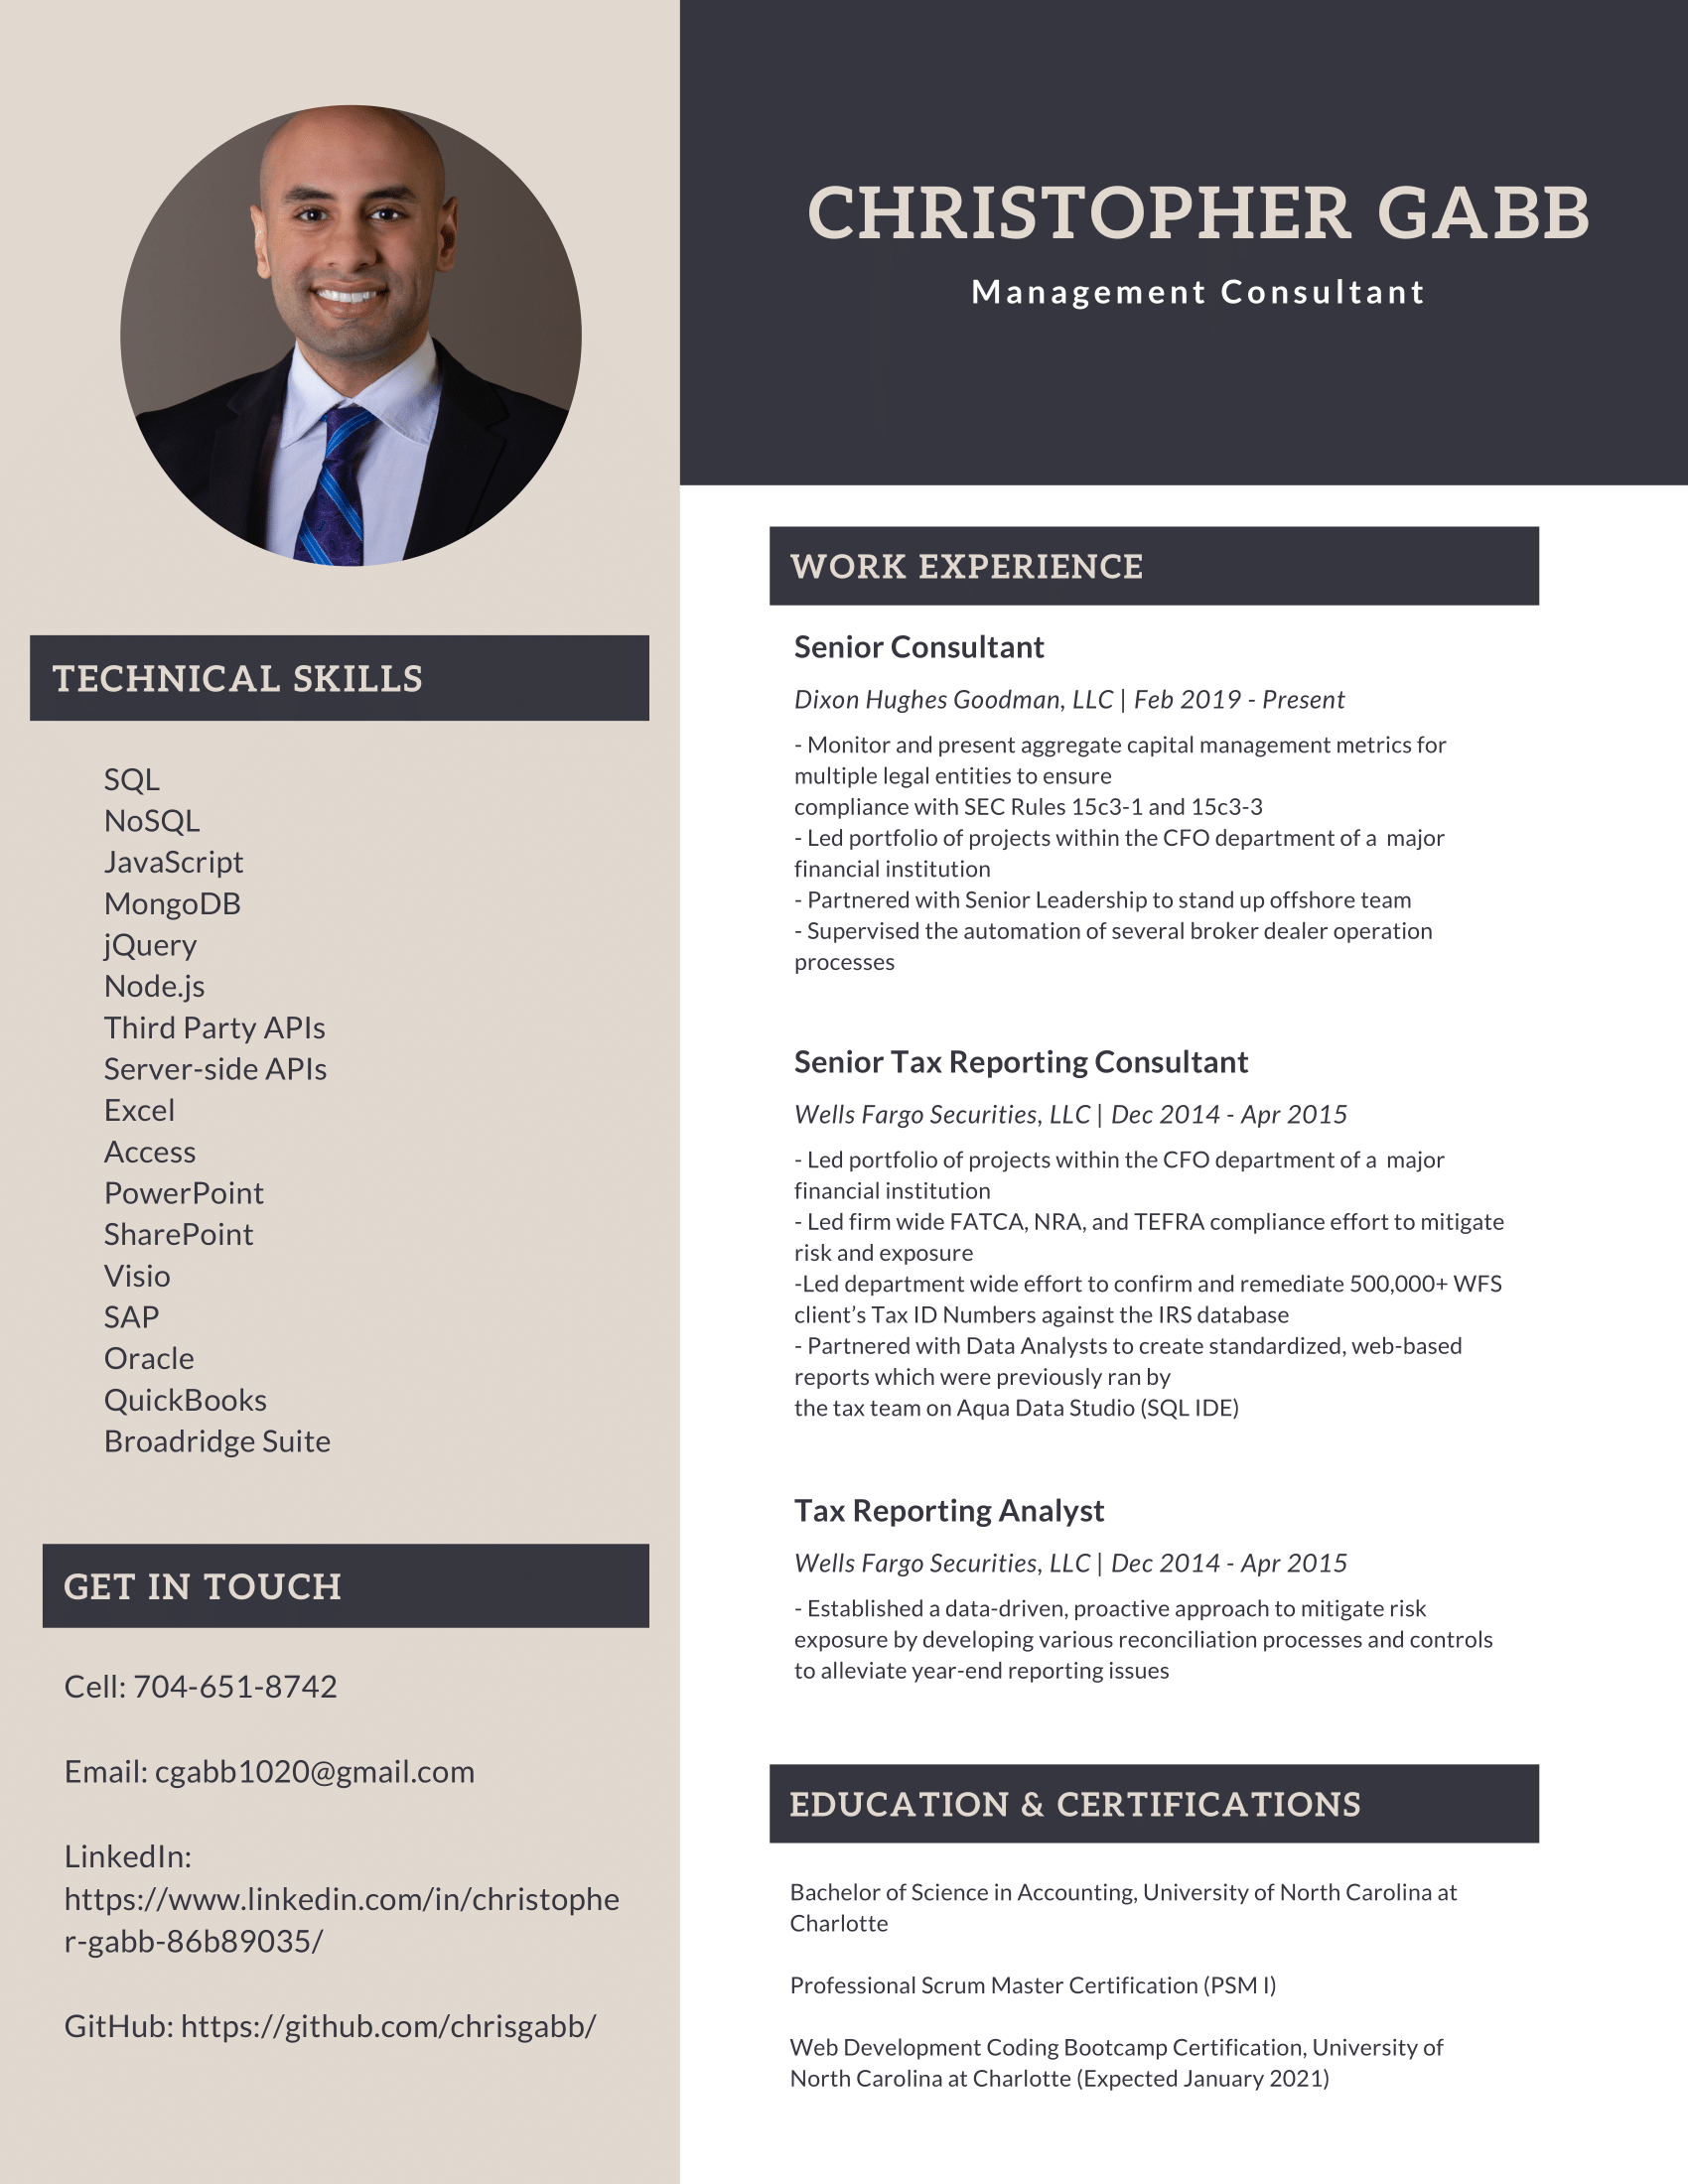 CHRISTOPHER GABB
Management Consultant
TECHNICAL SKILLS
SQL
NoSQL
JavaScript
MongoDB
jQuery
Node.js
Third Party APIs
Server-side APIs
Excel
Access
PowerPoint
SharePoint
Visio
SAP
Oracle
QuickBooks
Broadridge Suite
GET IN TOUCH
Cell: 704-651-8742
Email: cgabb1020@gmail.com
LinkedIn:
https://www.linkedin.com/in/christophe
r-gabb-86b89035/
GitHub: https://github.com/chrisgabb/
WORK EXPERIENCE
Senior Consultant
Dixon Hughes Goodman, LLC | Feb 2019 - Present
- Monitor and present aggregate capital management metrics for
multiple legal entities to ensure
compliance with SEC Rules 15c3-1 and 15c3-3
- Led portfolio of projects within the CFO department of a  major
financial institution
- Partnered with Senior Leadership to stand up offshore team
- Supervised the automation of several broker dealer operation
processes
Senior Tax Reporting Consultant
Wells Fargo Securities, LLC | Dec 2014 - Apr 2015
- Led portfolio of projects within the CFO department of a  major
financial institution
- Led firm wide FATCA, NRA, and TEFRA compliance effort to mitigate
risk and exposure
-Led department wide effort to confirm and remediate 500,000+ WFS
client’s Tax ID Numbers against the IRS database
- Partnered with Data Analysts to create standardized, web-based
reports which were previously ran by
the tax team on Aqua Data Studio (SQL IDE)
Tax Reporting Analyst
Wells Fargo Securities, LLC | Dec 2014 - Apr 2015
- Established a data-driven, proactive approach to mitigate risk
exposure by developing various reconciliation processes and controls
to alleviate year-end reporting issues
EDUCATION & CERTIFICATIONS
Bachelor of Science in Accounting, University of North Carolina at
Charlotte
Professional Scrum Master Certification (PSM I)
Web Development Coding Bootcamp Certification, University of
North Carolina at Charlotte (Expected January 2021)